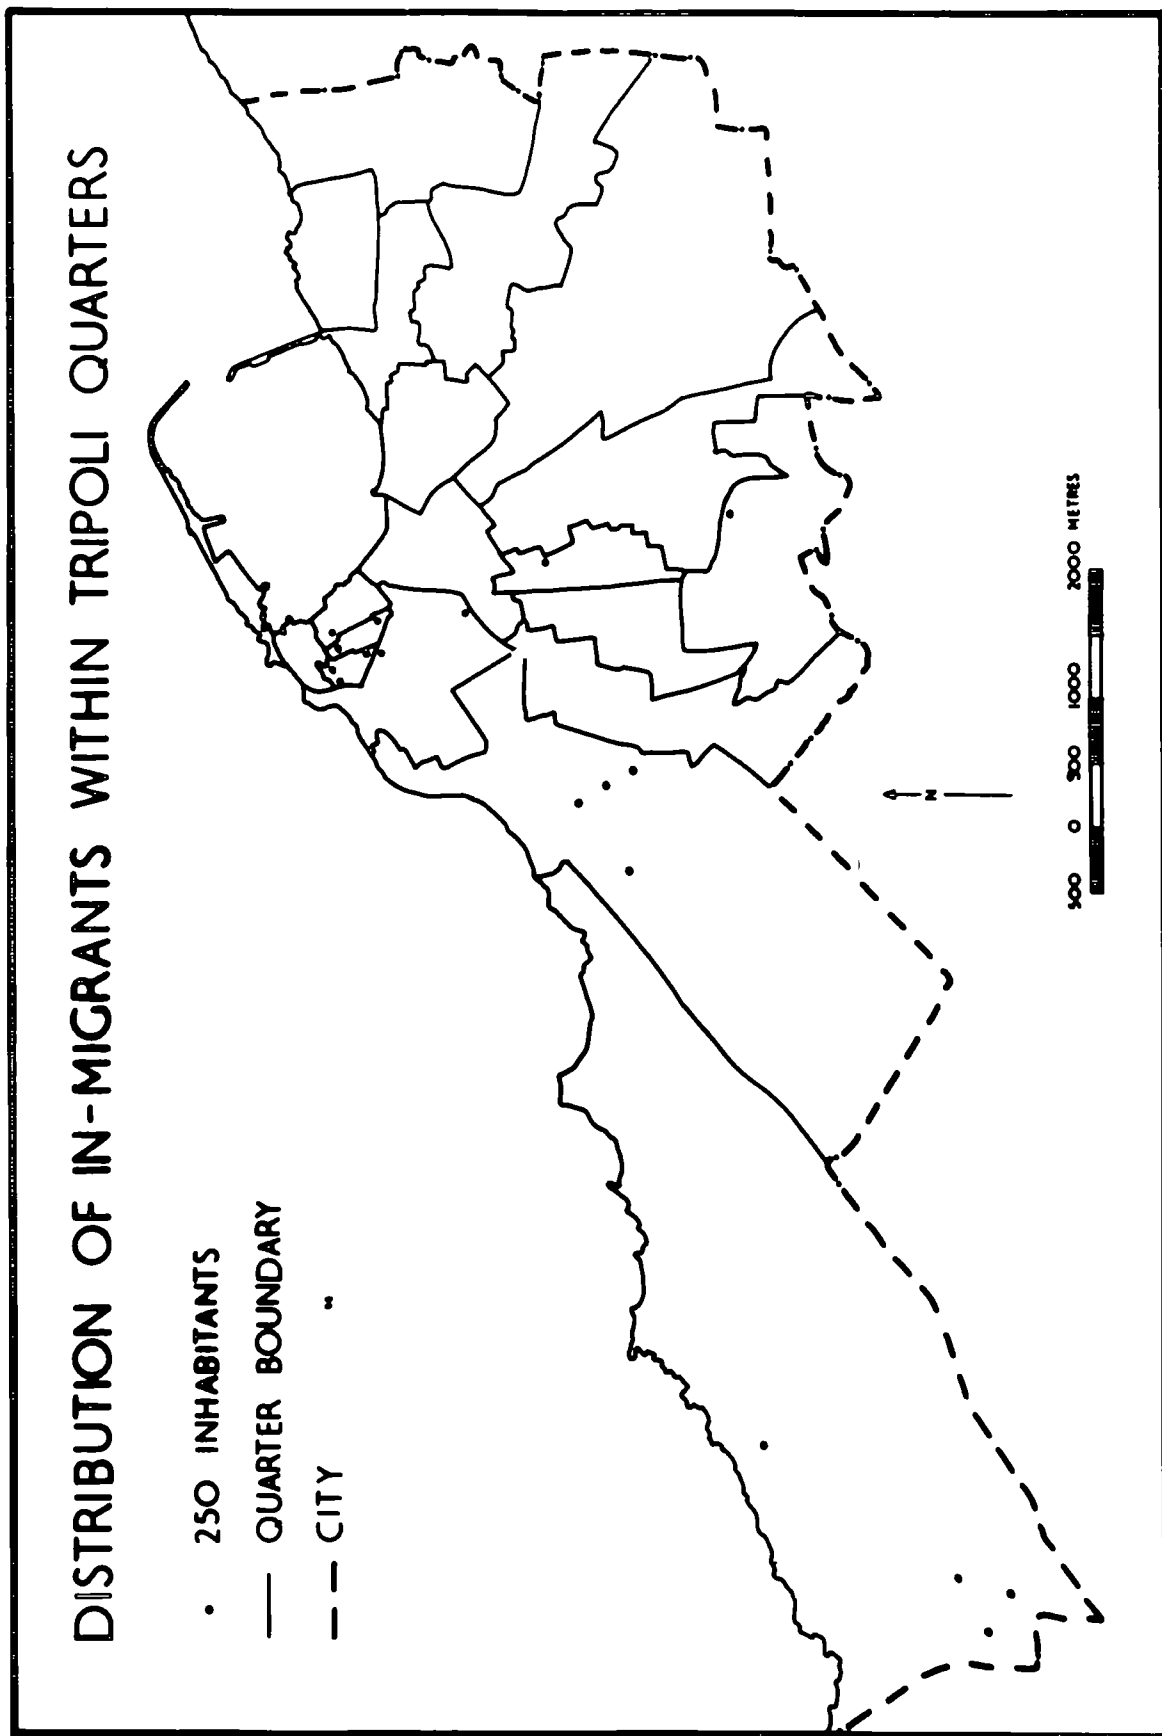 DISTRIBUTION OF IN-MIGRANTS WITHIN TRIPOLI QUARTERS
250 INHABITANTS
QUARTER BOUNDARY
CITY "
N
500 0 500 1000 2000 METRES